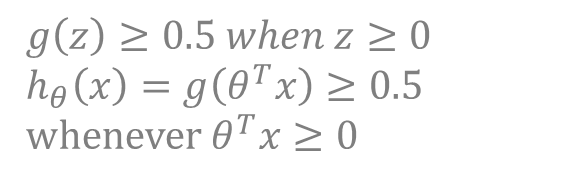 g(z) ≥ 0.5 when z ≥ 0
h_θ(x) = g(θ^T x) ≥ 0.5
whenever θ^T x ≥ 0